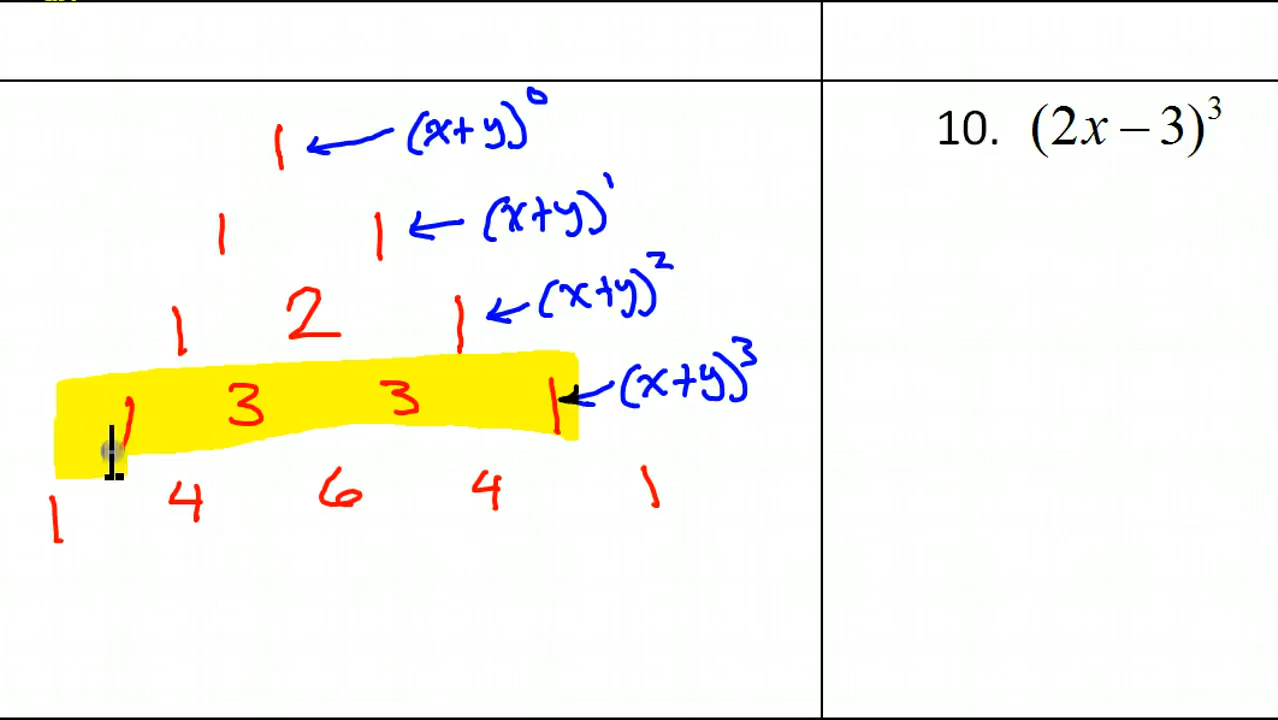 1 ← (x+y)⁰
1 1 ← (x+y)¹
1 2 1 ← (x+y)²
1 3 3 1 ← (x+y)³
1 4 6 4 1
10. (2x – 3)³